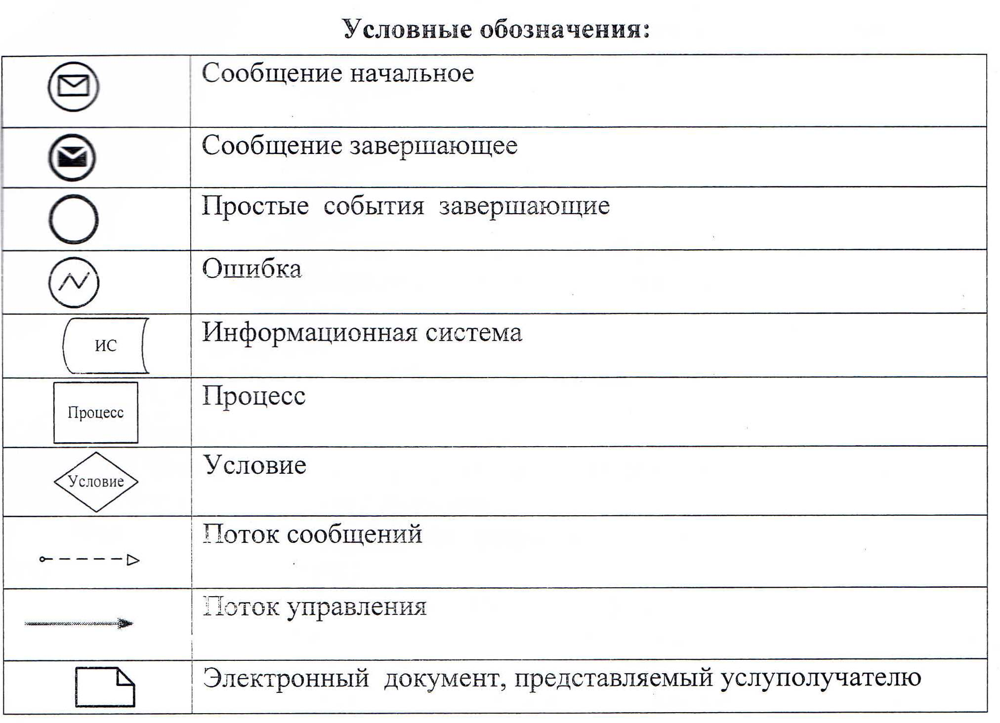 Условные обозначения:
Сообщение начальное
Сообщение завершающее
Простые события завершающие
Ошибка
ИС
Информационная система
Процесс
Процесс
Условие
Условие
Поток сообщений
Поток управления
Электронный документ, представляемый услуполучателю